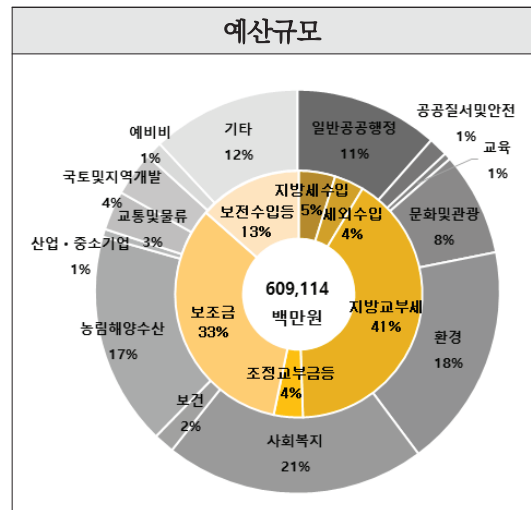 예산규모
일반공공행정
11%
공공질서및안전
1%
교육
1%
문화및관광
8%
환경
18%
사회복지
21%
보건
2%
농림해양수산
17%
산업・중소기업
1%
교통및물류
3%
국토및지역개발
4%
예비비
1%
기타
12%
지방세수입
5%
세외수입
4%
지방교부세
41%
조정교부금등
4%
보조금
33%
보전수입등
13%
609,114
백만원